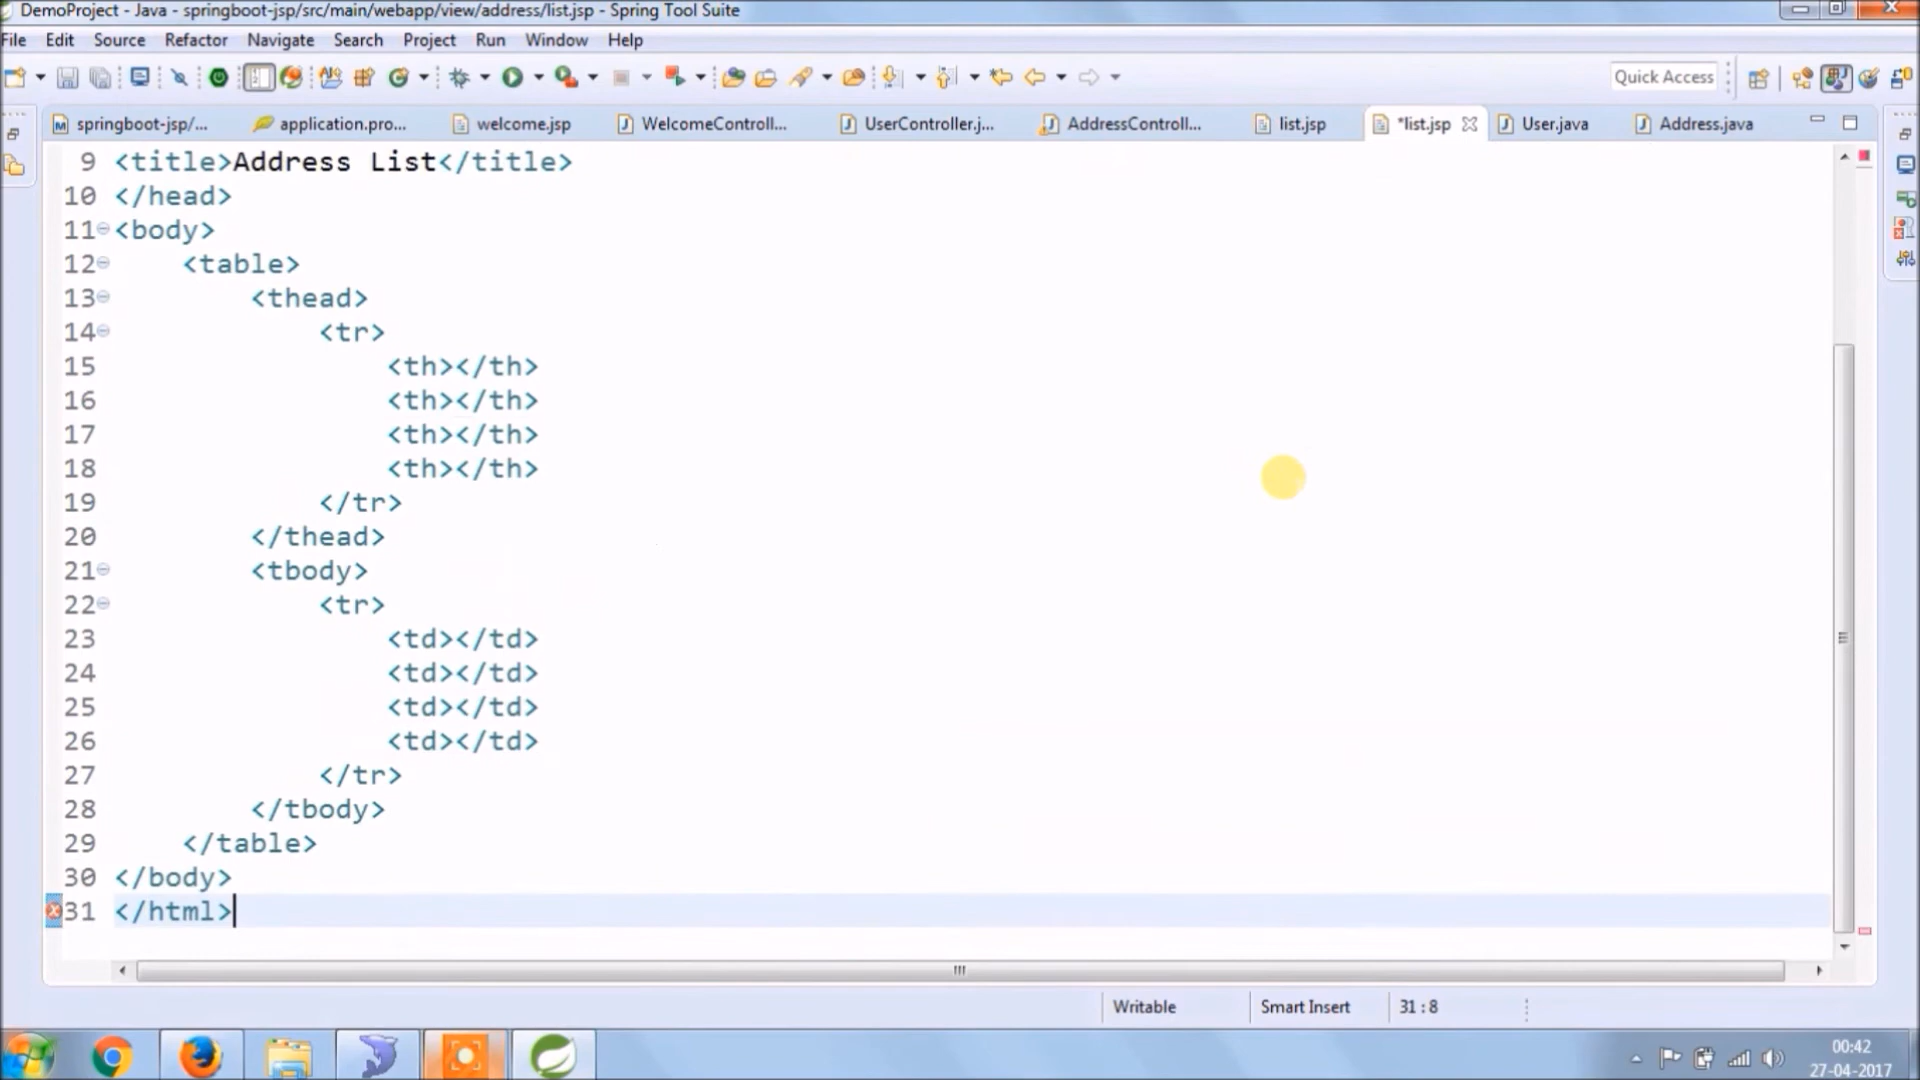 DemoProject - Java - springboot-jsp/src/main/webapp/view/address/list.jsp - Spring Tool Suite
File Edit Source Refactor Navigate Search Project Run Window Help
Quick Access
springboot-jsp/... application.pro... welcome.jsp WelcomeControll... UserController.j... AddressControll... list.jsp *list.jsp User.java Address.java
9 <title>Address List</title>
10 </head>
11 <body>
12 <table>
13 <thead>
14 <tr>
15 <th></th>
16 <th></th>
17 <th></th>
18 <th></th>
19 </tr>
20 </thead>
21 <tbody>
22 <tr>
23 <td></td>
24 <td></td>
25 <td></td>
26 <td></td>
27 </tr>
28 </tbody>
29 </table>
30 </body>
31 </html>
Writable Smart Insert 31 : 8
00:42
27-04-2017